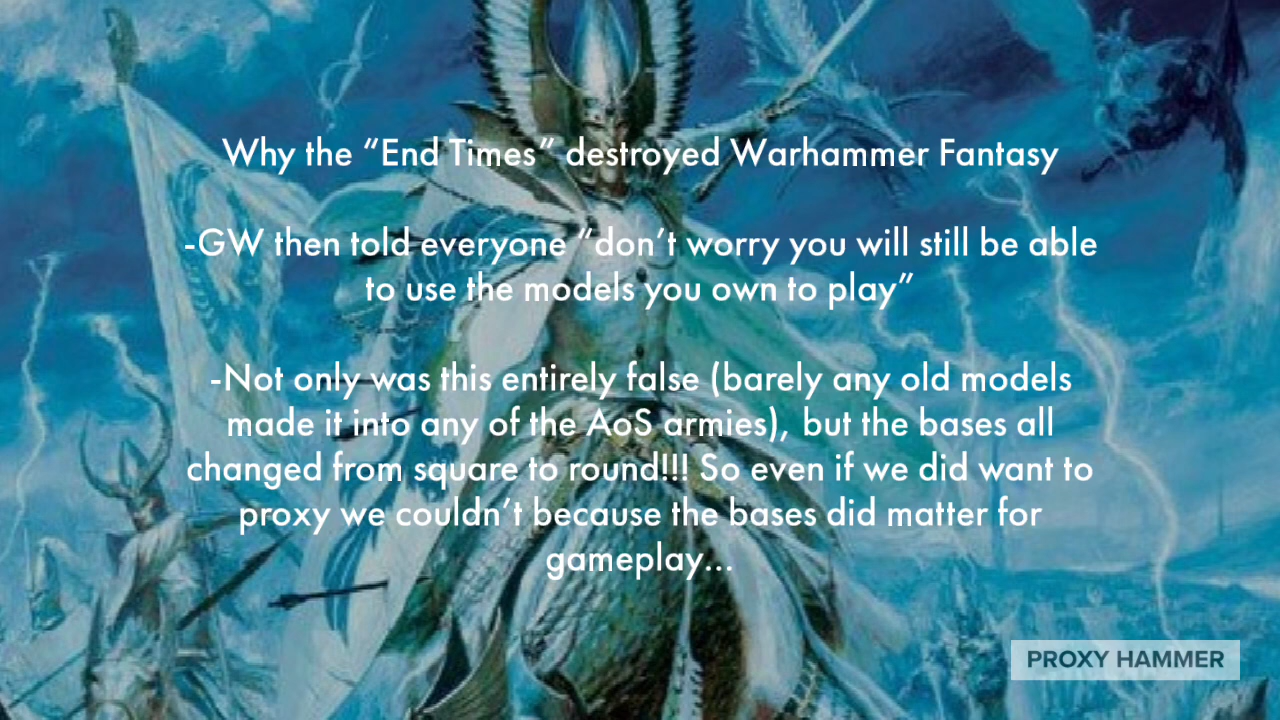 Why the “End Times” destroyed Warhammer Fantasy
-GW then told everyone “don’t worry you will still be able
to use the models you own to play”
-Not only was this entirely false (barely any old models
made it into any of the AoS armies), but the bases all
changed from square to round!!! So even if we did want to
proxy we couldn’t because the bases did matter for
gameplay...
PROXY HAMMER